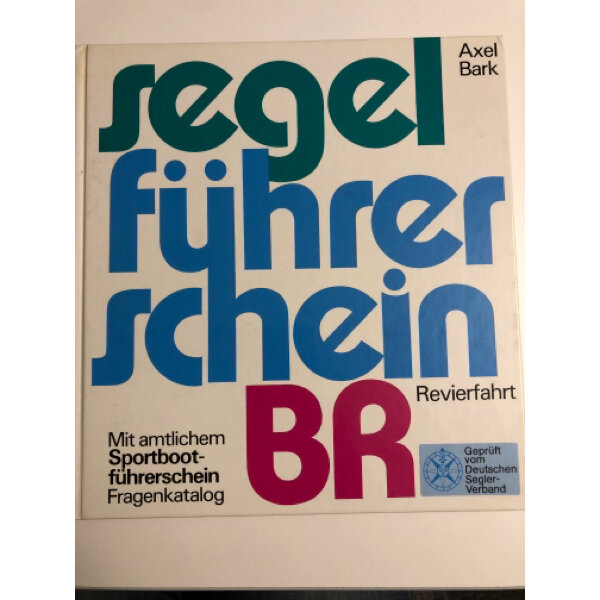 Axel
Bark
segel
führer
schein
BR
Revierfahrt
Mit amtlichem
Sportboot-
führerschein
Fragenkatalog
Geprüft
vom
Deutschen
Segler-
Verband